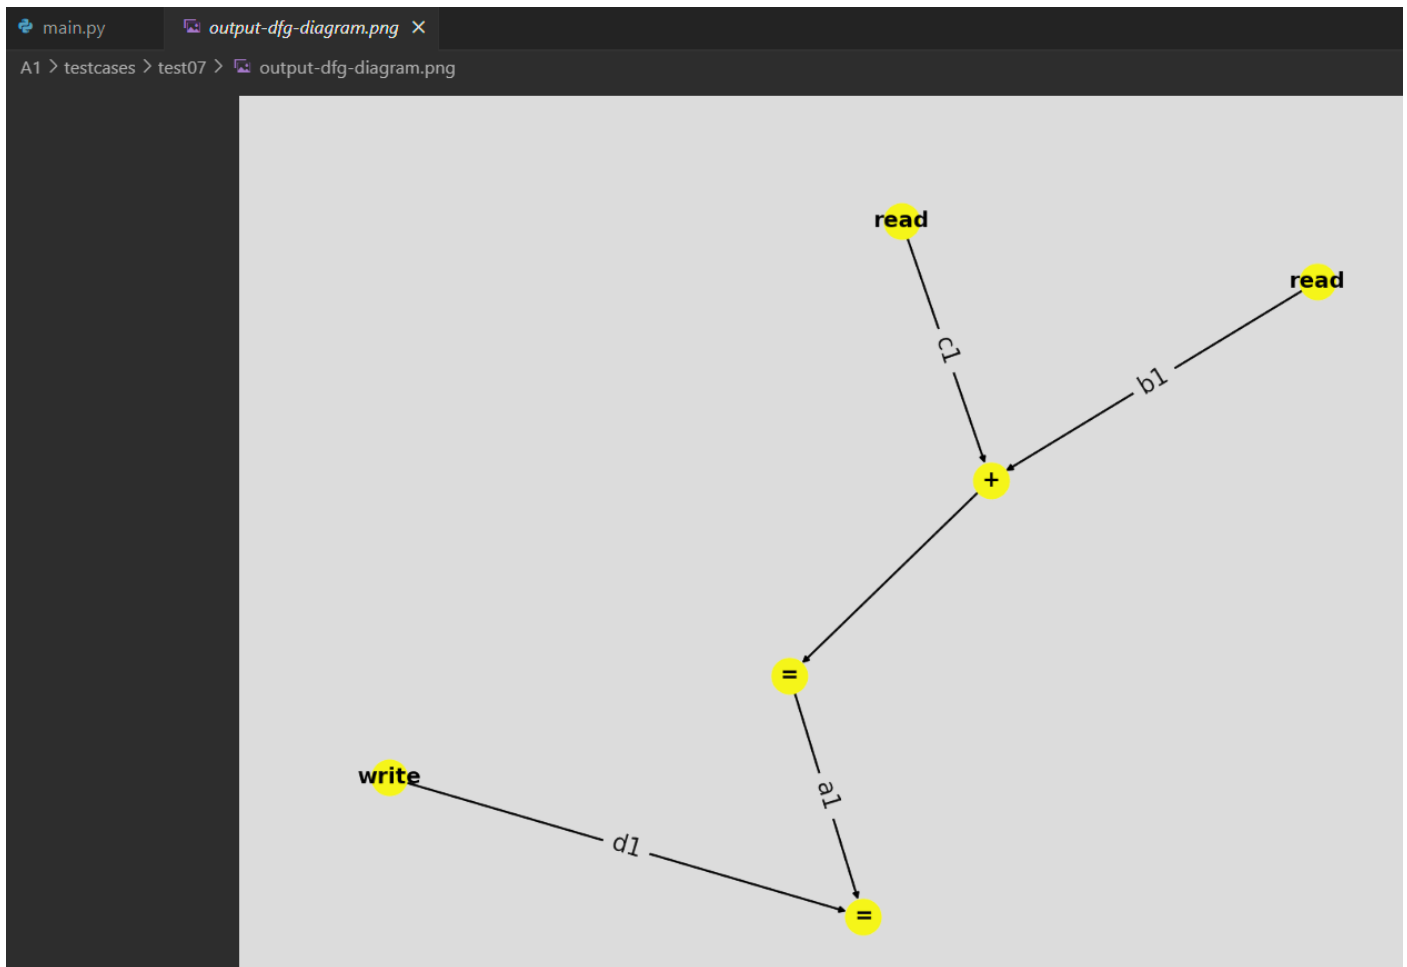 main.py
output-dfg-diagram.png
A1 > testcases > test07 > output-dfg-diagram.png
read
read
c1
b1
+
=
write
a1
d1
=